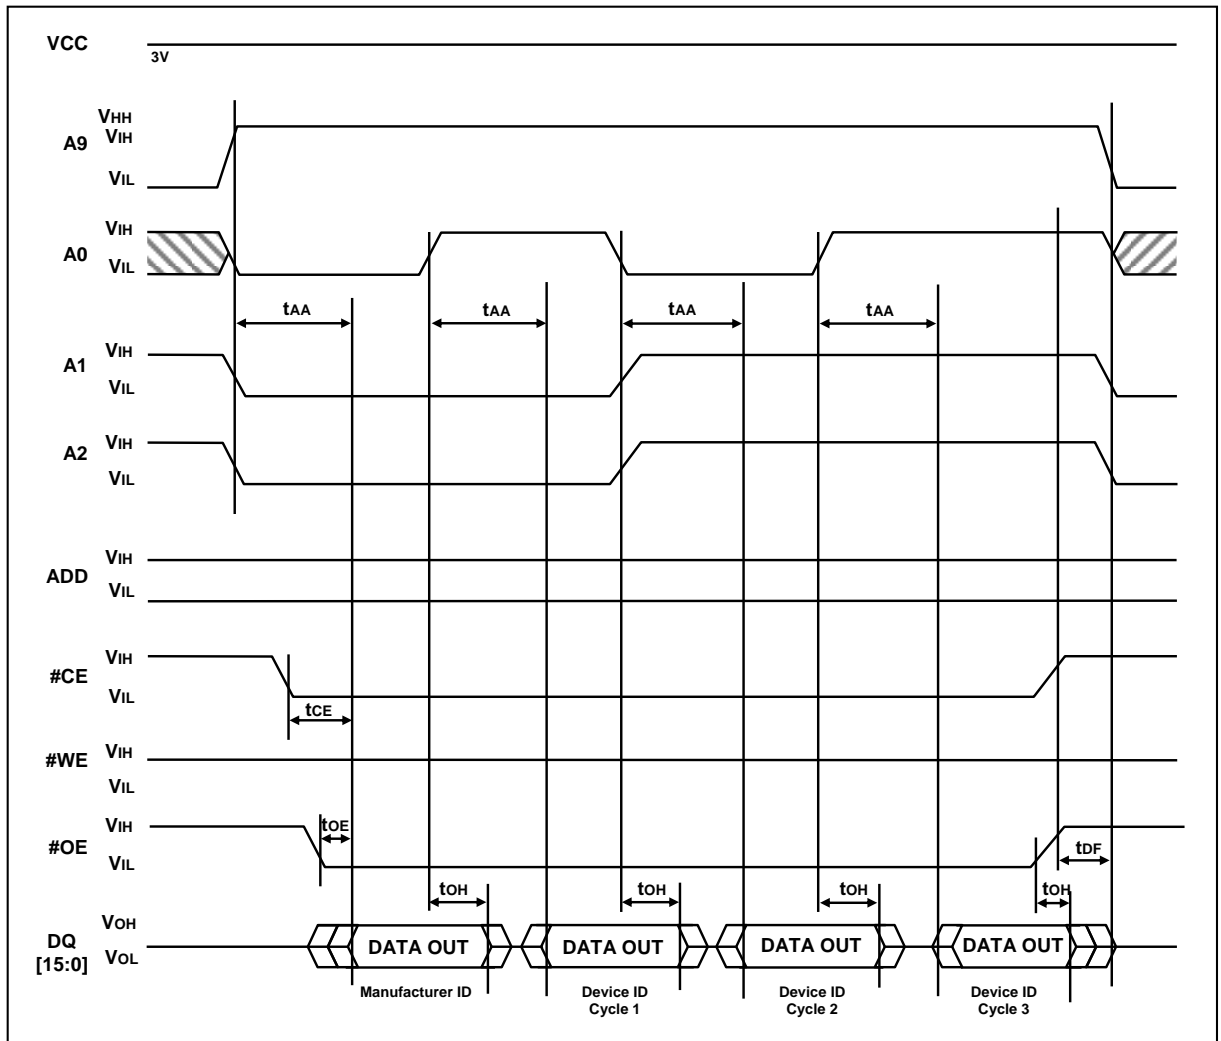 VCC
3V
VHH
VIH
A9
VIL
VIH
A0
VIL
tAA tAA tAA tAA
VIH
A1
VIL
VIH
A2
VIL
VIH
ADD
VIL
VIH
#CE
VIL
tCE
VIH
#WE
VIL
VIH
tOE
#OE
VIL
tDF
tOH tOH tOH tOH
VOH
DQ
[15:0]
VOL
DATA OUT DATA OUT DATA OUT DATA OUT
Manufacturer ID
Device ID
Cycle 1
Device ID
Cycle 2
Device ID
Cycle 3